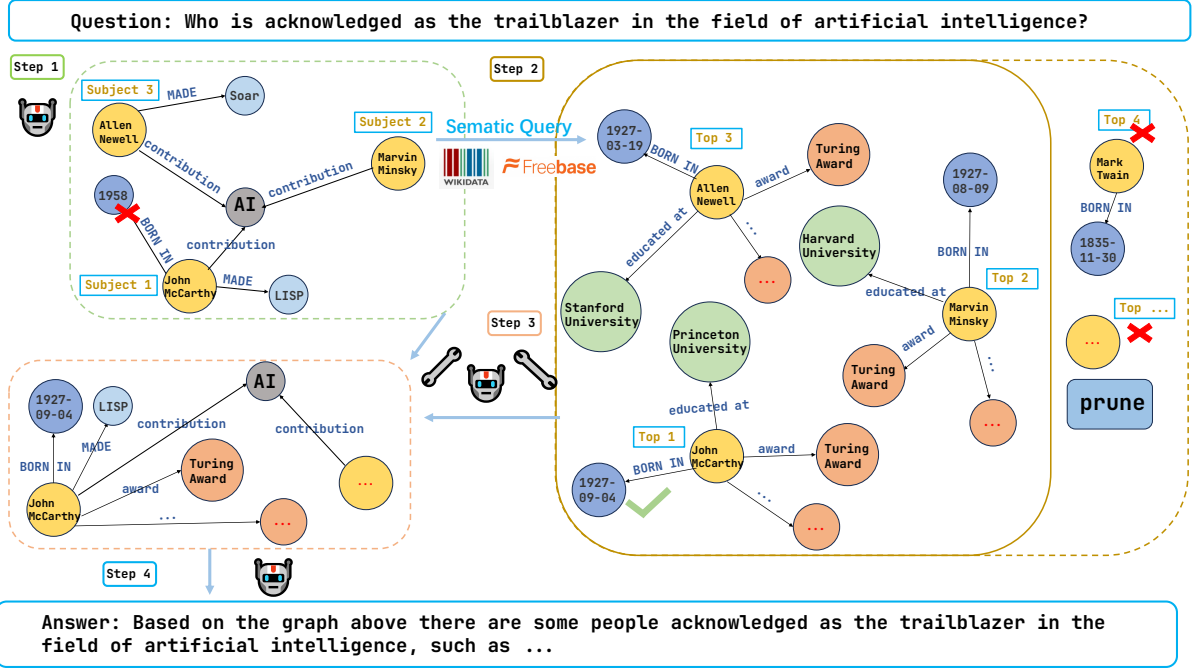 Question: Who is acknowledged as the trailblazer in the field of artificial intelligence?
Step 1
Subject 3
MADE
Soar
Allen
Newell
contribution
Subject 2
Marvin
Minsky
contribution
1958
AI
BORN IN
contribution
Subject 1
John
McCarthy
MADE
LISP
Sematic Query
WIKIDATA
Freebase
Step 2
1927-
03-19
BORN IN
Top 3
Allen
Newell
award
Turing
Award
educated at
...
...
Stanford
University
Harvard
University
1927-
08-09
BORN IN
Top 2
educated at
Marvin
Minsky
award
Turing
Award
...
...
Princeton
University
educated at
Top 1
John
McCarthy
BORN IN
1927-
09-04
award
Turing
Award
...
...
Top 4
Mark
Twain
BORN IN
1835-
11-30
Top ...
...
prune
Step 3
1927-
09-04
LISP
AI
contribution
contribution
MADE
BORN IN
Turing
Award
award
...
John
McCarthy
...
...
Step 4
Answer: Based on the graph above there are some people acknowledged as the trailblazer in the
field of artificial intelligence, such as ...